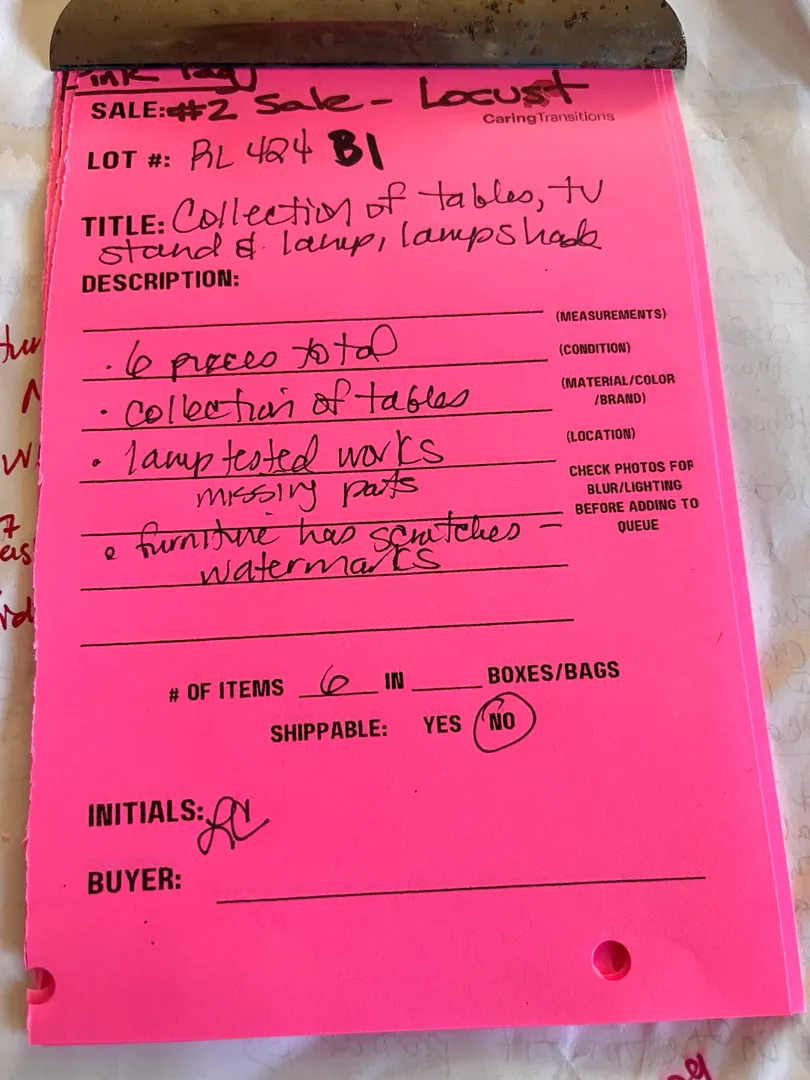 Pink Tag
SALE: #2 Sale - Locust
CaringTransitions
LOT #: RL 424 B1
TITLE: Collection of tables, tv
stand & lamp, lampshade
DESCRIPTION:
(MEASUREMENTS)
· 6 pieces total
(CONDITION)
· collection of tables
(MATERIAL/COLOR
/BRAND)
· lamp tested works
(LOCATION)
missing parts
CHECK PHOTOS FOR
BLUR/LIGHTING
BEFORE ADDING TO
QUEUE
· furniture has scratches -
watermarks
# OF ITEMS 6 IN ____ BOXES/BAGS
SHIPPABLE: YES NO
INITIALS: RC
BUYER: